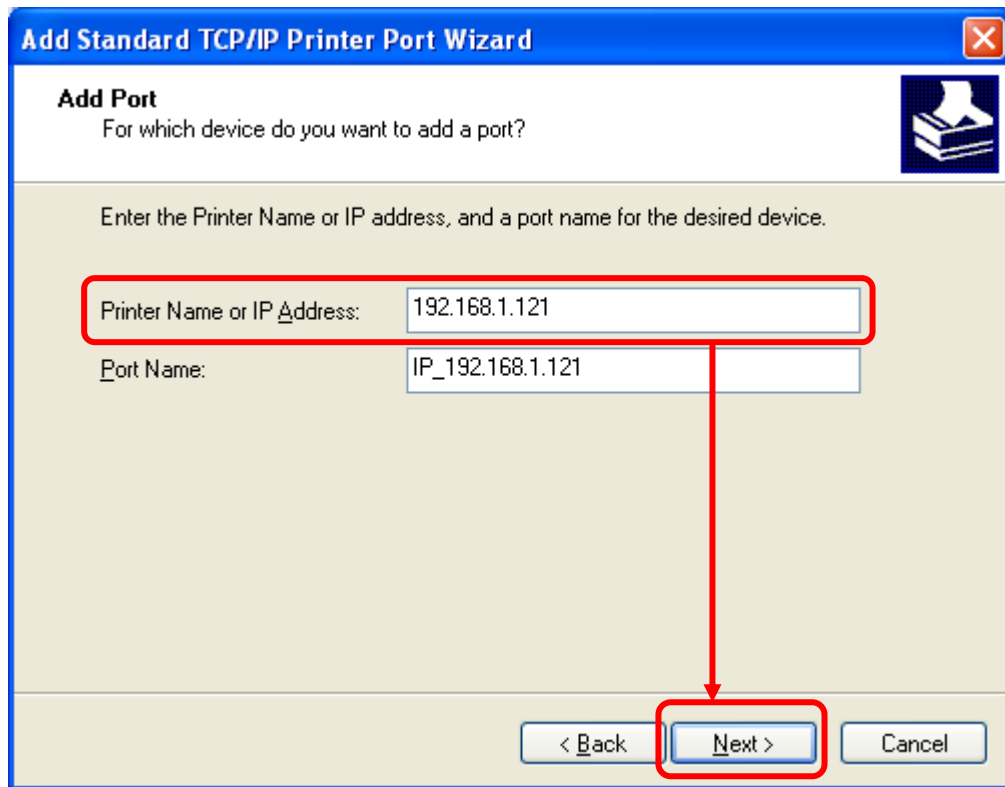 Add Standard TCP/IP Printer Port Wizard
Add Port
For which device do you want to add a port?
Enter the Printer Name or IP address, and a port name for the desired device.
Printer Name or IP Address: 192.168.1.121
Port Name: IP_192.168.1.121
< Back Next > Cancel